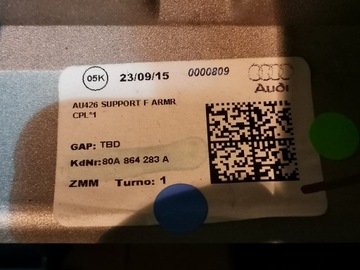 05K 23/09/15 0000809
Audi
AU426 SUPPORT F ARMR
CPL*1
GAP: TBD
KdNr: 80A 864 283 A
ZMM Turno: 1